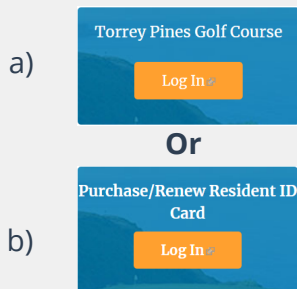 Torrey Pines Golf Course
a)
Log In
Or
Purchase/Renew Resident ID
Card
b)
Log In